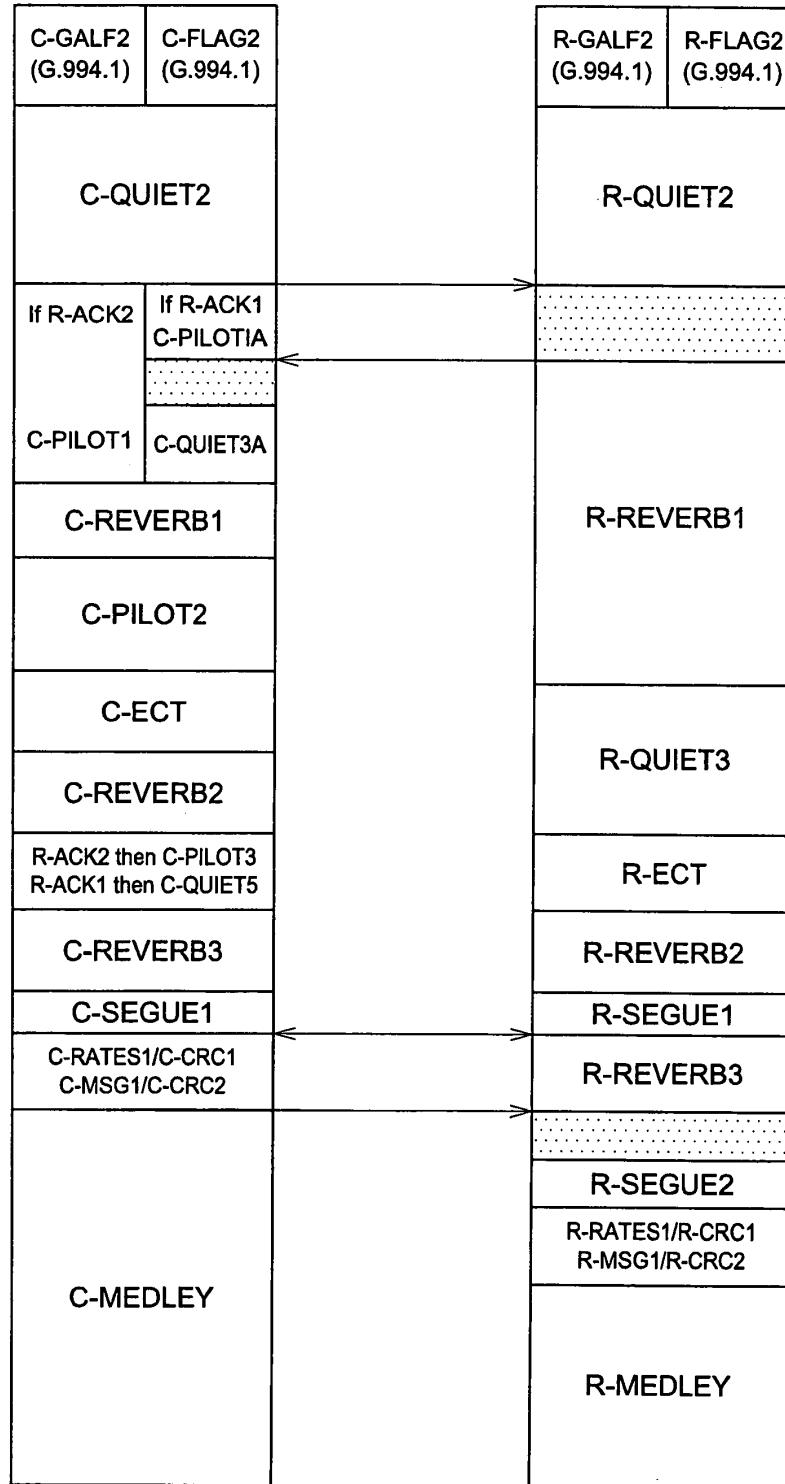 C-GALF2
(G.994.1)
C-FLAG2
(G.994.1)
C-QUIET2
If R-ACK2
C-PILOT1
If R-ACK1
C-PILOTIA
C-QUIET3A
C-REVERB1
C-PILOT2
C-ECT
C-REVERB2
R-ACK2 then C-PILOT3
R-ACK1 then C-QUIET5
C-REVERB3
C-SEGUE1
C-RATES1/C-CRC1
C-MSG1/C-CRC2
C-MEDLEY
R-GALF2
(G.994.1)
R-FLAG2
(G.994.1)
R-QUIET2
R-REVERB1
R-QUIET3
R-ECT
R-REVERB2
R-SEGUE1
R-REVERB3
R-SEGUE2
R-RATES1/R-CRC1
R-MSG1/R-CRC2
R-MEDLEY